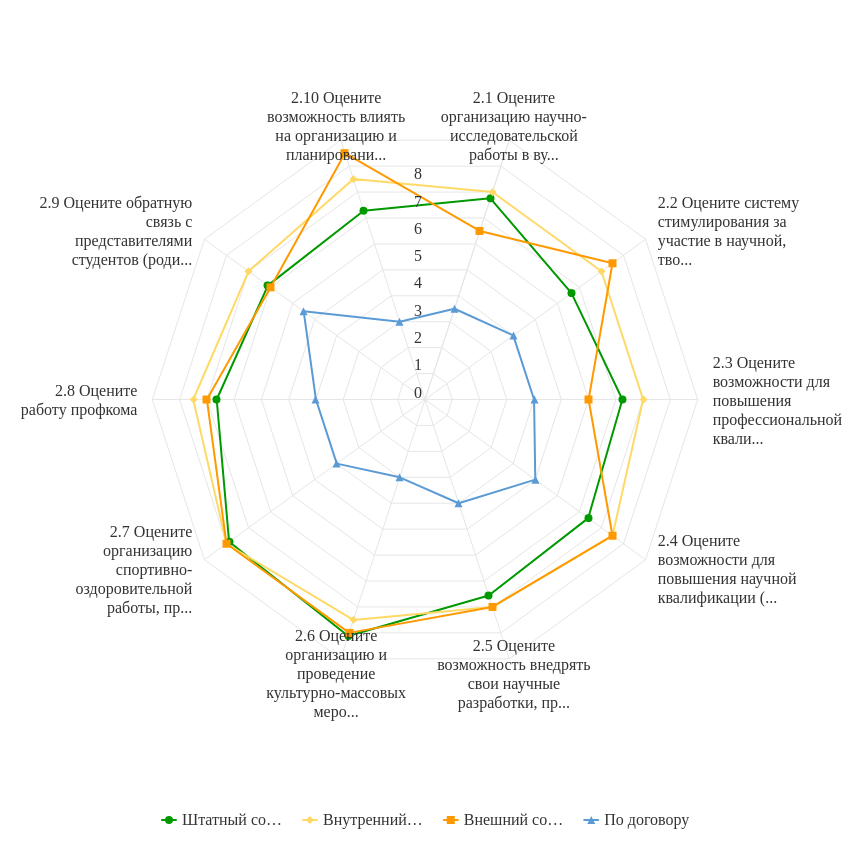 2.10 Оцените
возможность влиять
на организацию и
планировани...
2.1 Оцените
организацию научно-
исследовательской
работы в ву...
2.9 Оцените обратную
связь с
представителями
студентов (роди...
2.2 Оцените систему
стимулирования за
участие в научной,
тво...
8
7
6
5
4
3
2
1
0
2.8 Оцените
работу профкома
2.3 Оцените
возможности для
повышения
профессиональной
квали...
2.7 Оцените
организацию
спортивно-
оздоровительной
работы, пр...
2.4 Оцените
возможности для
повышения научной
квалификации (...
2.6 Оцените
организацию и
проведение
культурно-массовых
меро...
2.5 Оцените
возможность внедрять
свои научные
разработки, пр...
Штатный со…
Внутренний…
Внешний со…
По договору